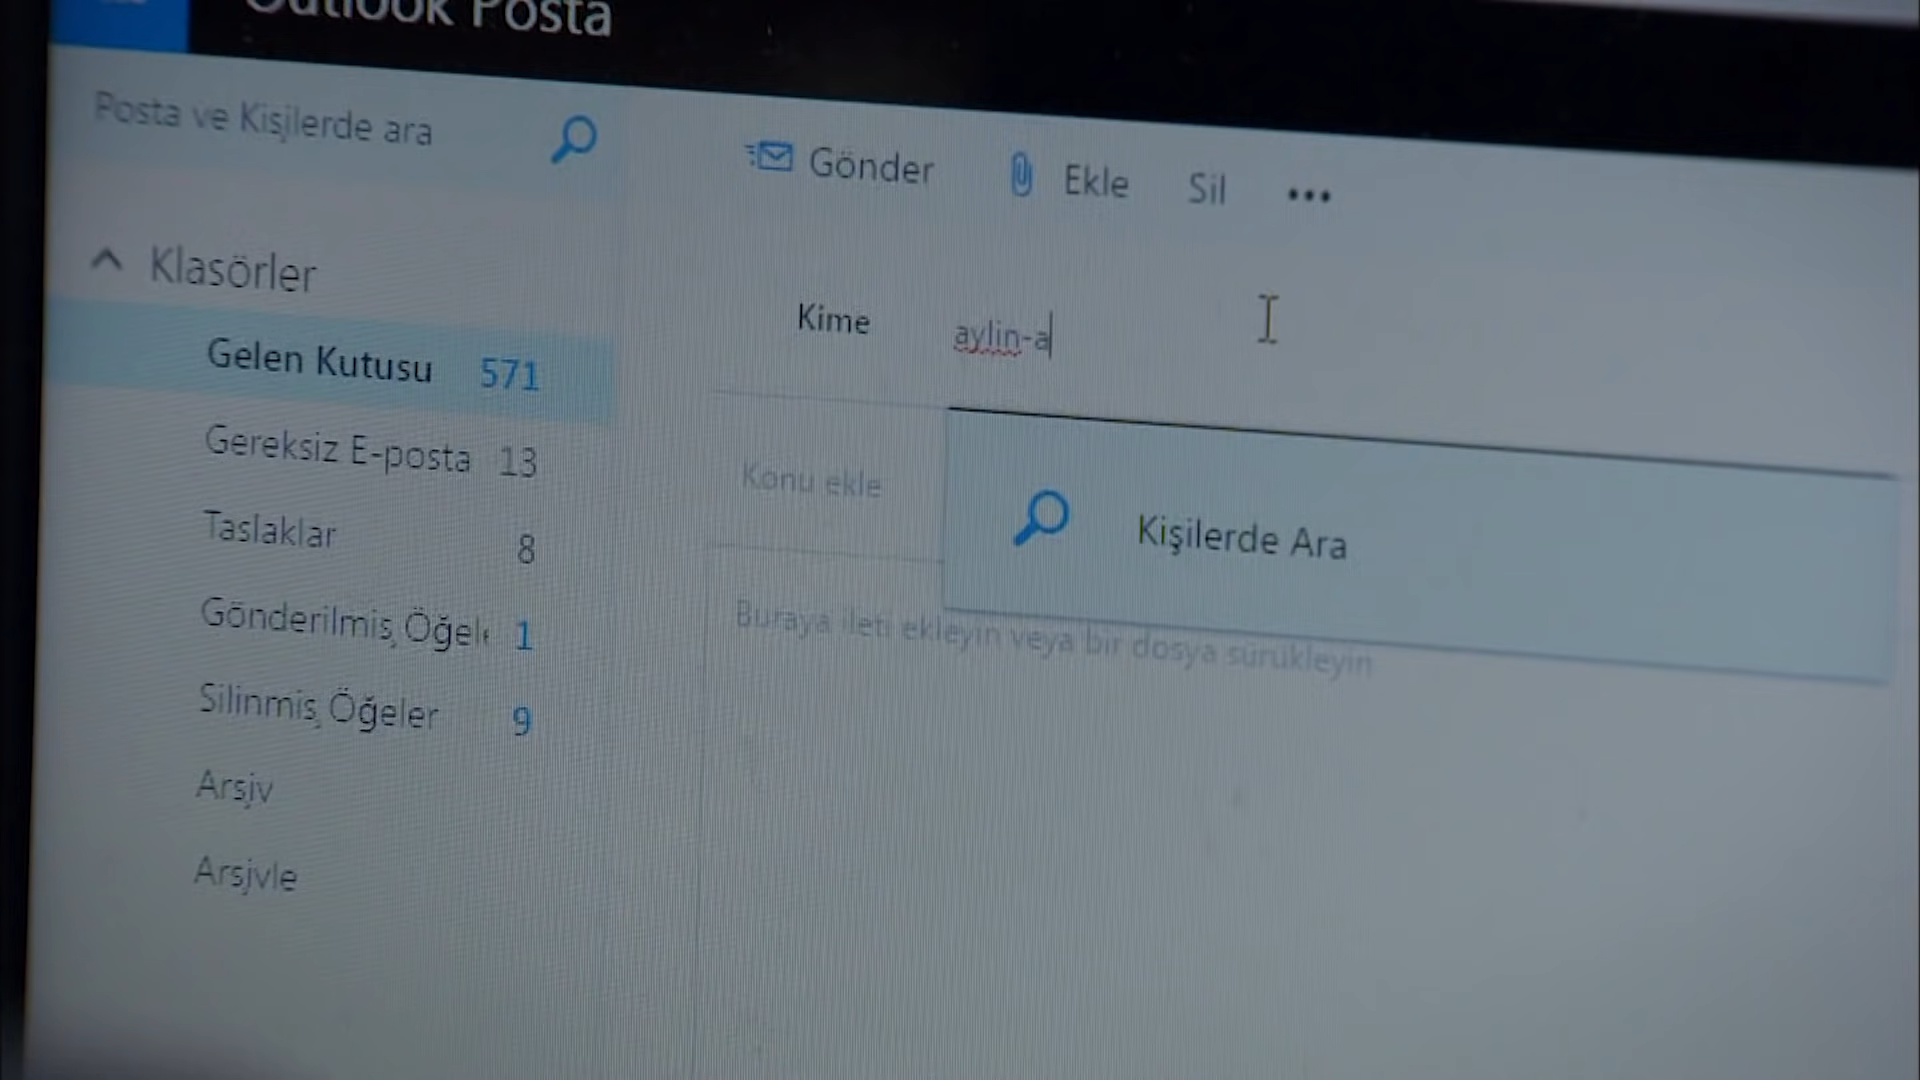 Outlook Posta
Posta ve Kişilerde ara
Gönder Ekle Sil •••
Klasörler
Kime aylin-a
Gelen Kutusu 571
Gereksiz E-posta 13
Konu ekle
Kişilerde Ara
Taslaklar 8
Gönderilmiş Öğele 1
Buraya ileti ekleyin veya bir dosya sürükleyin
Silinmiş Öğeler 9
Arşiv
Arşivle